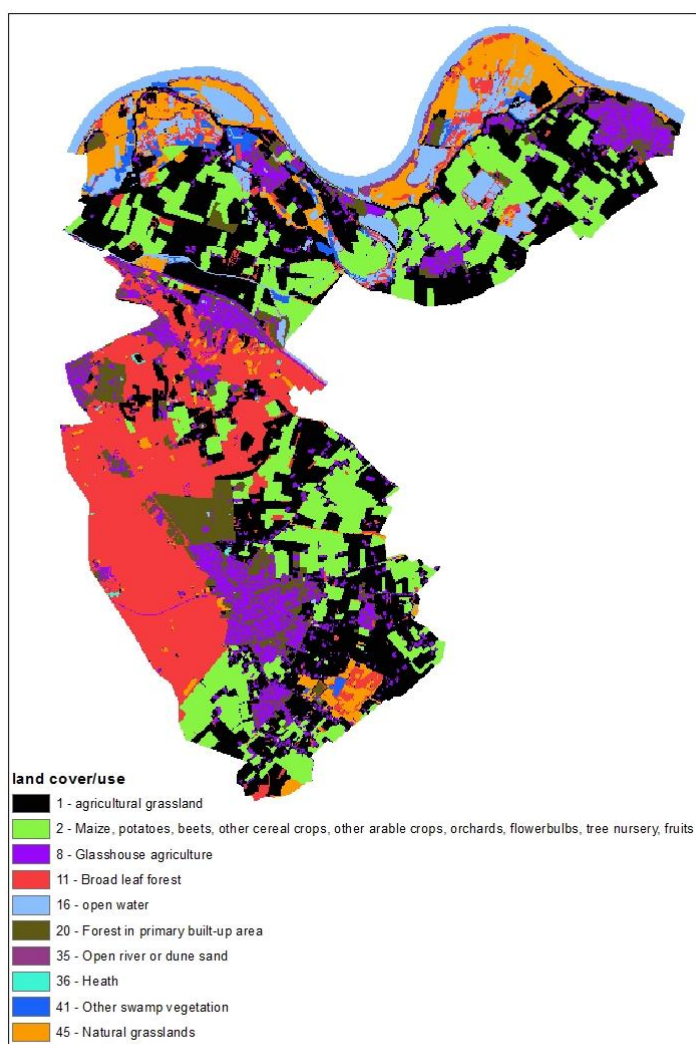 land cover/use
1 - agricultural grassland
2 - Maize, potatoes, beets, other cereal crops, other arable crops, orchards, flowerbulbs, tree nursery, fruits
8 - Glasshouse agriculture
11 - Broad leaf forest
16 - open water
20 - Forest in primary built-up area
35 - Open river or dune sand
36 - Heath
41 - Other swamp vegetation
45 - Natural grasslands